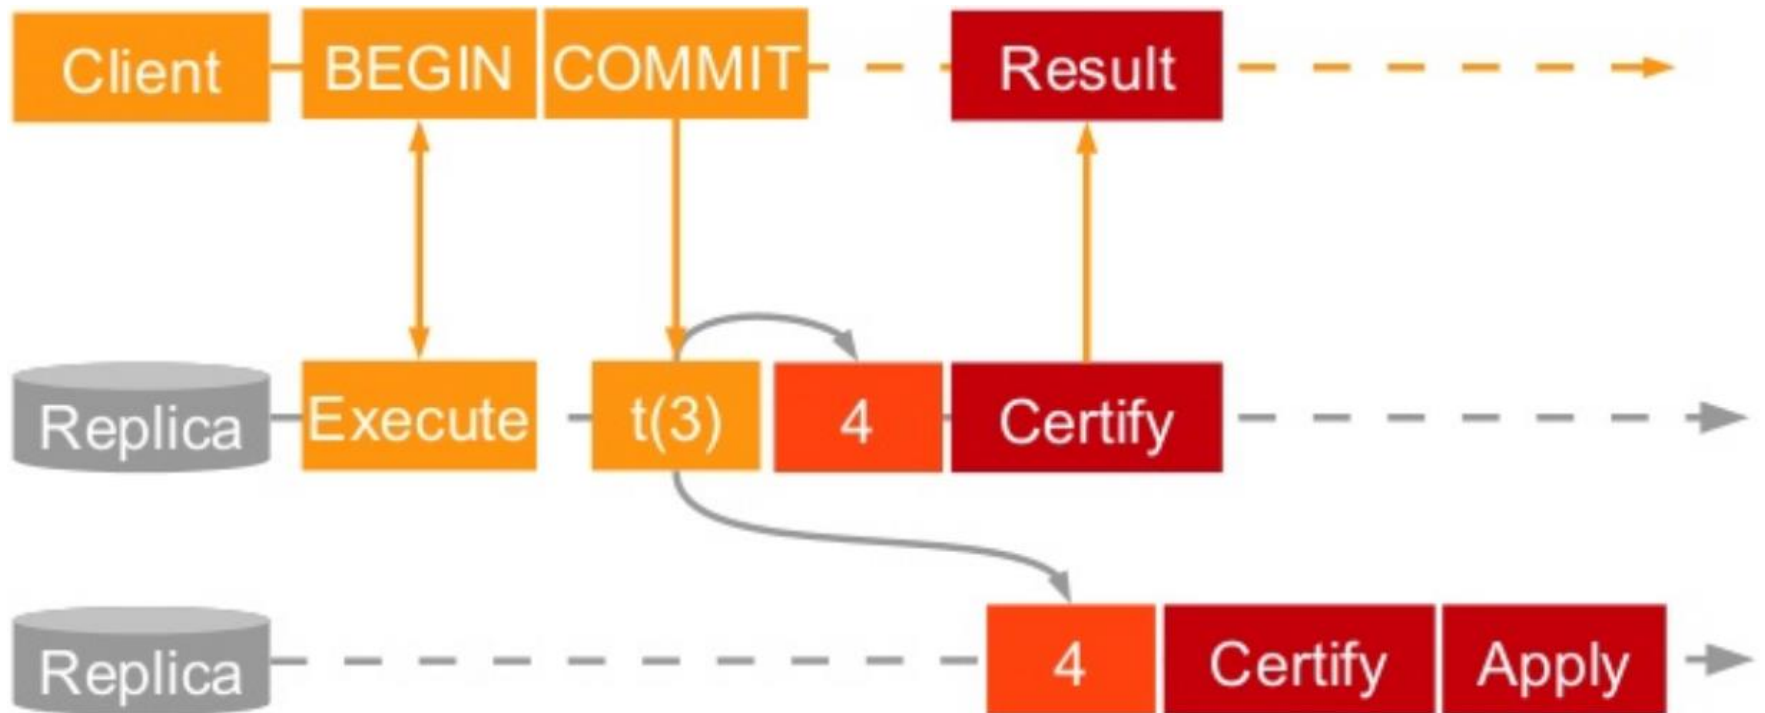 Client BEGIN COMMIT Result
Replica Execute t(3) 4 Certify
Replica 4 Certify Apply